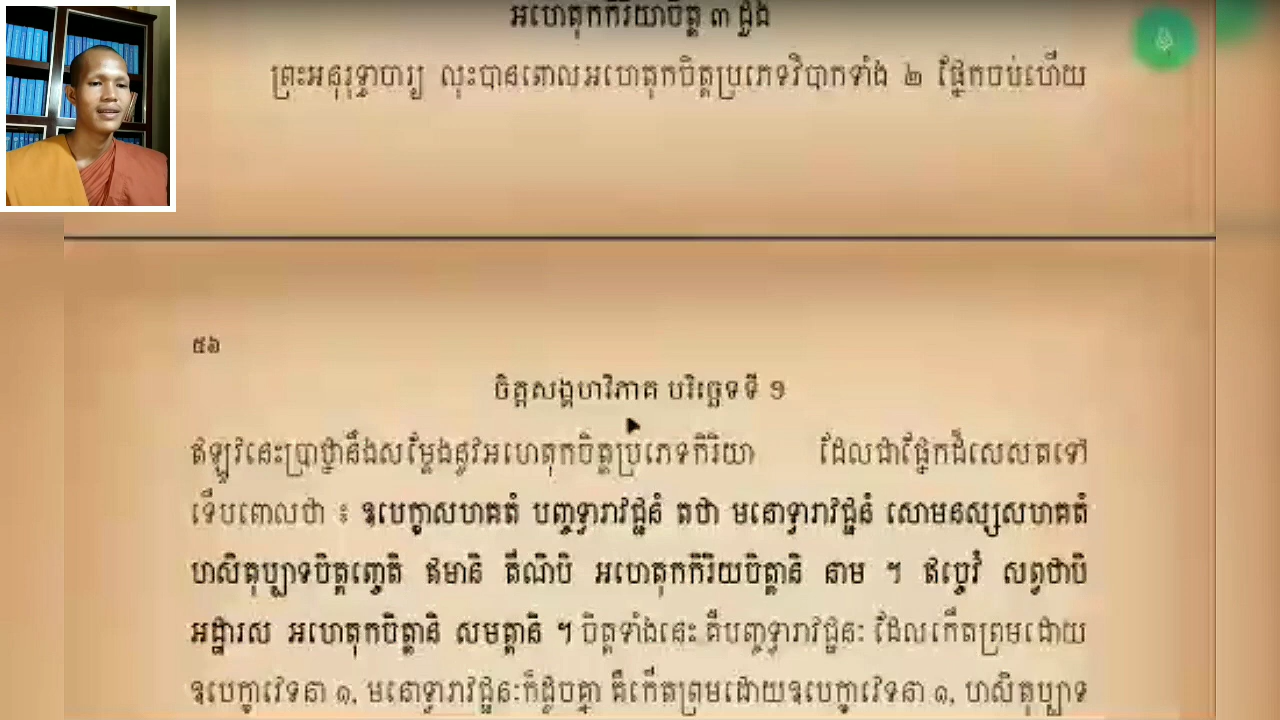 អហេតុកកិរិយាចិត្ត ៣ ដួង
ព្រះអនុរុទ្ធាចារ្យ លុះបានពោលអហេតុកចិត្តប្រភេទវិបាកទាំង ២ ផ្នែកចប់ហើយ
៥៦
ចិត្តសង្គហវិភាគ បរិច្ឆេទទី ១
ឥឡូវនេះប្រាថ្នានឹងសម្ដែងនូវអហេតុកចិត្តប្រភេទកិរិយា ដែលជាផ្នែកដ៏សេសតទៅ
ទើបពោលថា ៖ ឧបេក្ខាសហគតំ បញ្ចទ្វារាវជ្ជនំ តថា មនោទ្វារាវជ្ជនំ សោមនស្សសហគតំ
ហសិតុប្បាទចិត្តញ្ចេតិ ឥមានិ តីណិបិ អហេតុកកិរិយចិត្តានិ នាម ។ ឥច្ចេវំ សព្វថាបិ
អដ្ឋារស អហេតុកចិត្តានិ សមត្តានិ ។ ចិត្តទាំងនេះ គឺបញ្ចទ្វារាវជ្ជនៈ ដែលកើតព្រមដោយ
ឧបេក្ខាវេទនា ១, មនោទ្វារាវជ្ជនៈក៏ដូចគ្នា គឺកើតព្រមដោយឧបេក្ខាវេទនា ១, ហសិតុប្បាទ